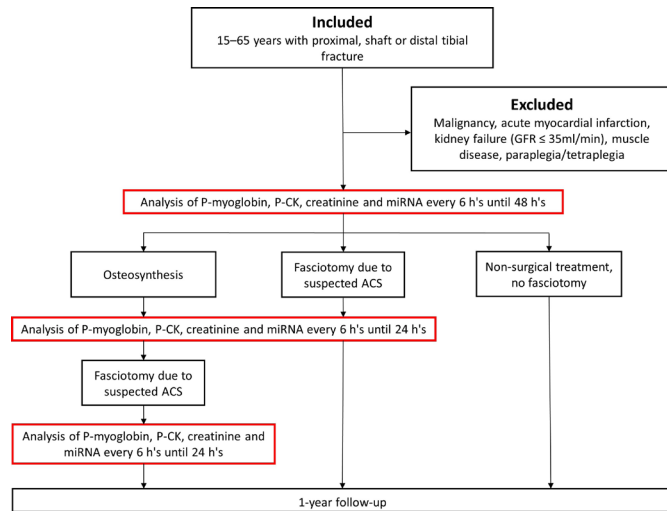 Included
15–65 years with proximal, shaft or distal tibial
fracture
Excluded
Malignancy, acute myocardial infarction,
kidney failure (GFR ≤ 35ml/min), muscle
disease, paraplegia/tetraplegia
Analysis of P-myoglobin, P-CK, creatinine and miRNA every 6 h's until 48 h's
Osteosynthesis
Fasciotomy due to
suspected ACS
Non-surgical treatment,
no fasciotomy
Analysis of P-myoglobin, P-CK, creatinine and miRNA every 6 h's until 24 h's
Fasciotomy due to
suspected ACS
Analysis of P-myoglobin, P-CK, creatinine and
miRNA every 6 h's until 24 h's
1-year follow-up